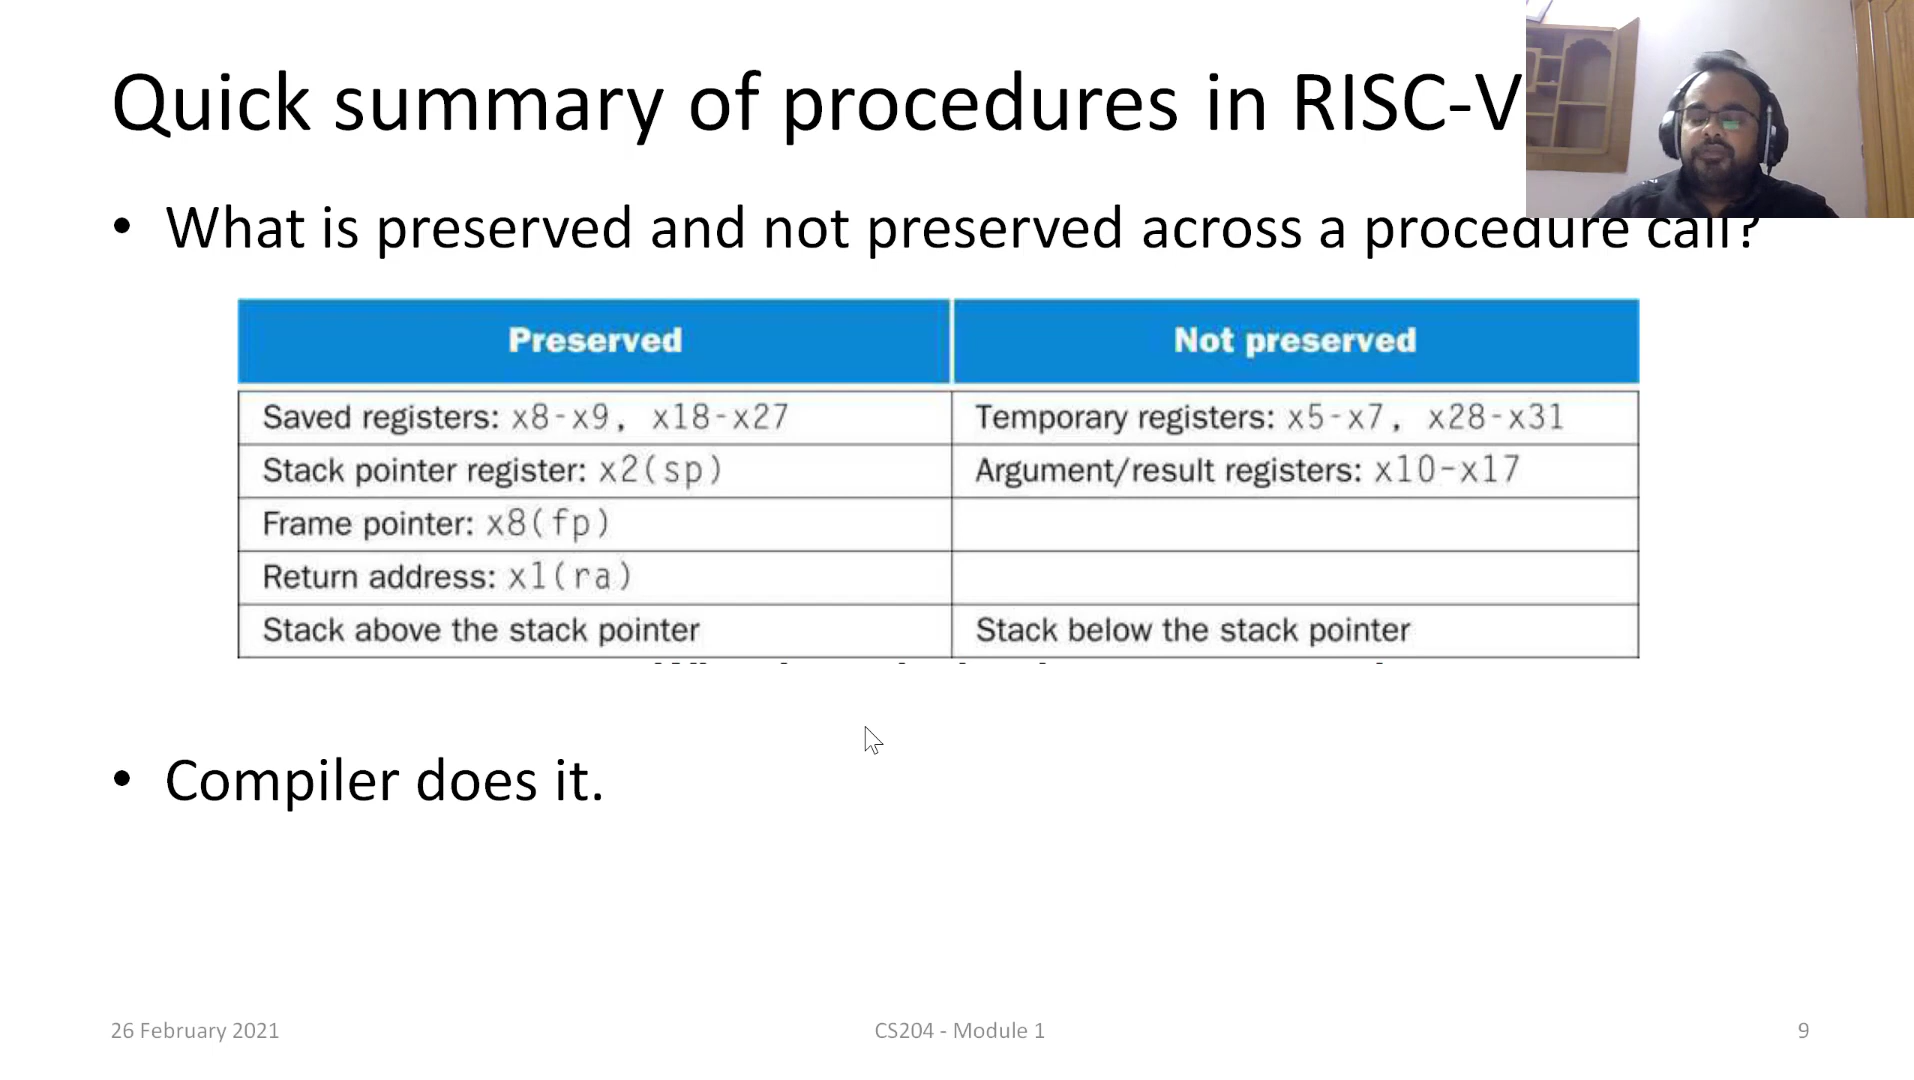 Quick summary of procedures in RISC-V
• What is preserved and not preserved across a procedure call?
Preserved
Not preserved
Saved registers: x8-x9, x18-x27
Temporary registers: x5-x7, x28-x31
Stack pointer register: x2(sp)
Argument/result registers: x10-x17
Frame pointer: x8(fp)
Return address: x1(ra)
Stack above the stack pointer
Stack below the stack pointer
• Compiler does it.
26 February 2021
CS204 - Module 1
9